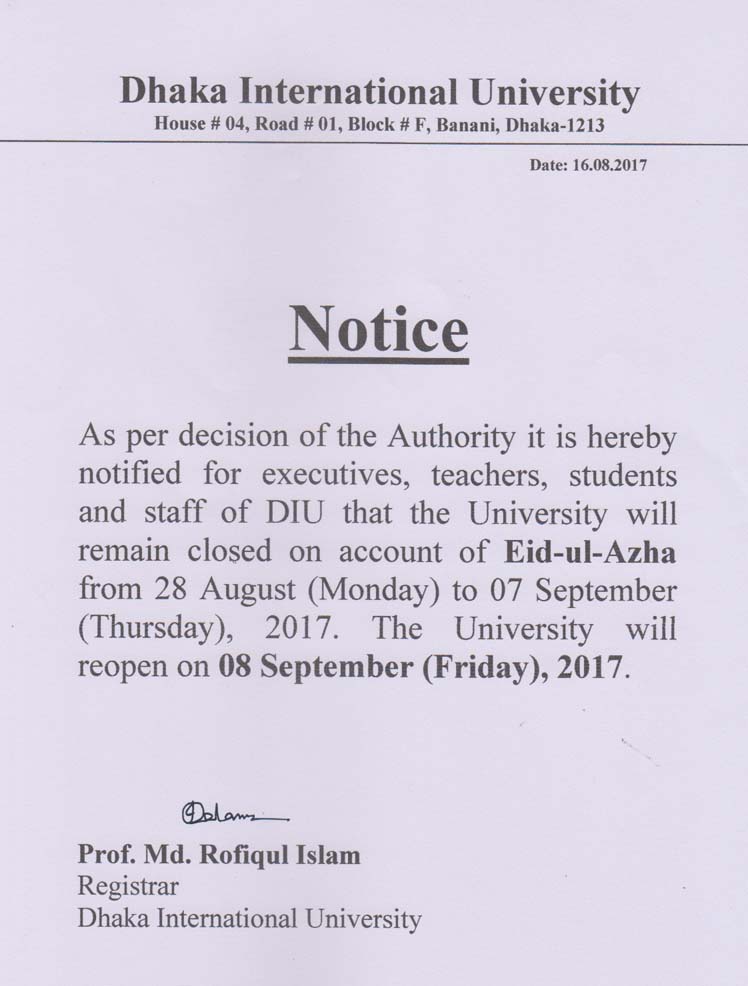 Dhaka International University
House # 04, Road # 01, Block # F, Banani, Dhaka-1213
Date: 16.08.2017
Notice
As per decision of the Authority it is hereby
notified for executives, teachers, students
and staff of DIU that the University will
remain closed on account of Eid-ul-Azha
from 28 August (Monday) to 07 September
(Thursday), 2017. The University will
reopen on 08 September (Friday), 2017.
Prof. Md. Rofiqul Islam
Registrar
Dhaka International University